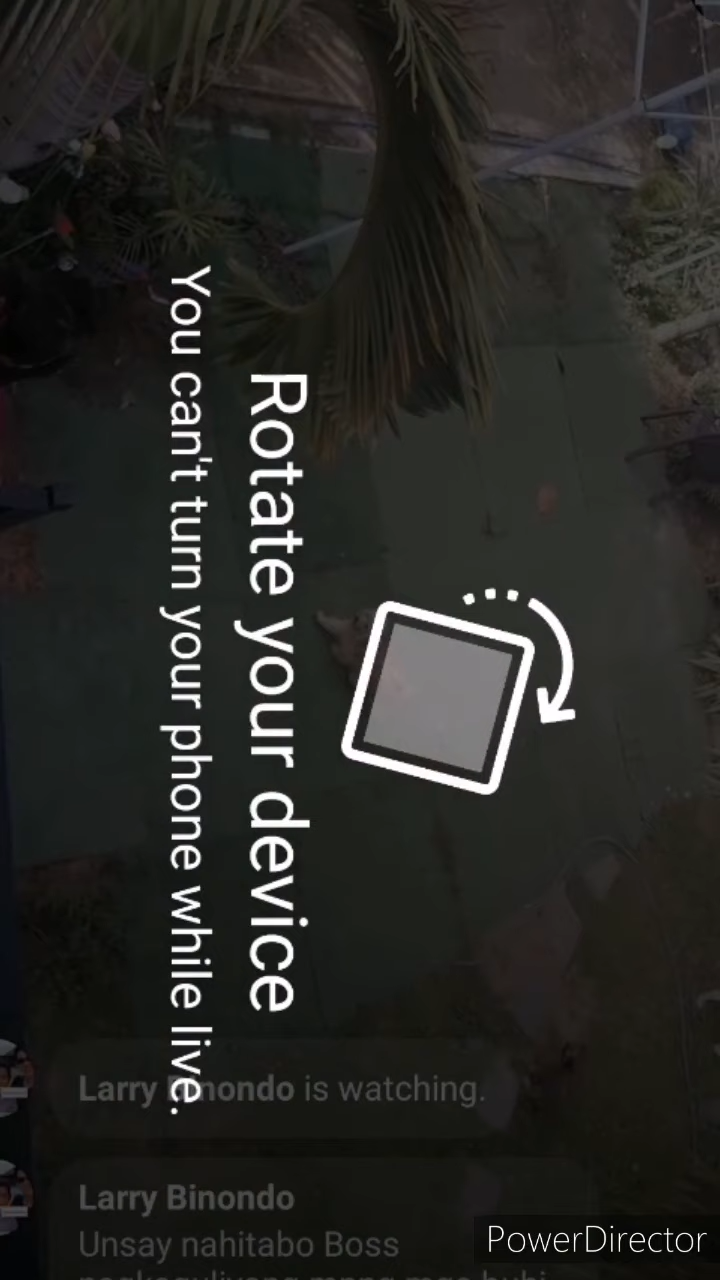 Rotate your device
You can't turn your phone while live.
Larry Binondo is watching.
Larry Binondo
Unsay nahitabo Boss
PowerDirector